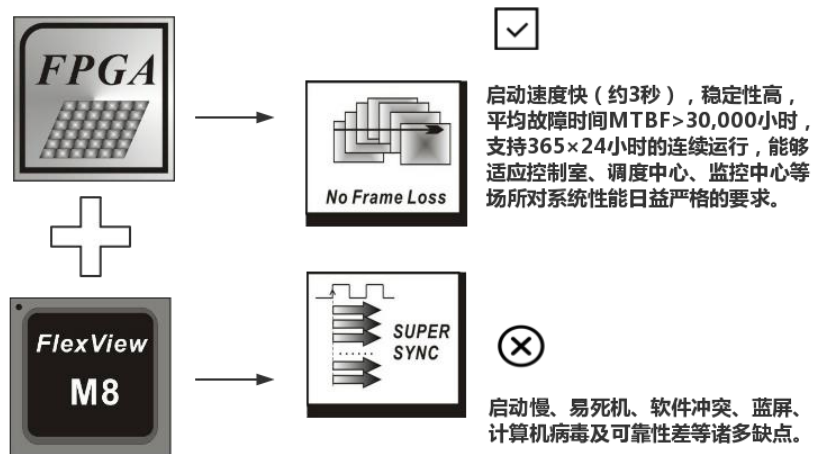 FPGA
No Frame Loss
启动速度快（约3秒），稳定性高，
平均故障时间MTBF>30,000小时，
支持365×24小时的连续运行，能够
适应控制室、调度中心、监控中心等
场所对系统性能日益严格的要求。
FlexView
M8
SUPER
SYNC
启动慢、易死机、软件冲突、蓝屏、
计算机病毒及可靠性差等诸多缺点。